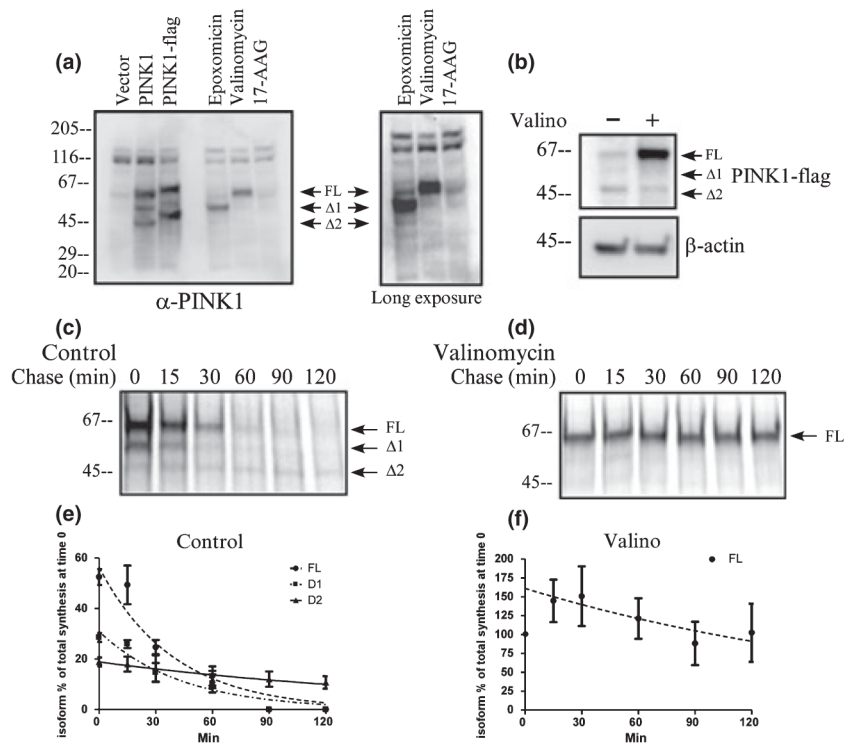 (a)
Vector
PINK1
PINK1-flag
Epoxomicin
Valinomycin
17-AAG
205--
116--
67--
45--
29--
20--
α-PINK1
FL
Δ1
Δ2
Epoxomicin
Valinomycin
17-AAG
Long exposure
(b)
Valino − +
67--
45--
FL
Δ1
Δ2
PINK1-flag
45--
β-actin
(c)
Control
Chase (min) 0 15 30 60 90 120
67--
45--
FL
Δ1
Δ2
(d)
Valinomycin
Chase (min) 0 15 30 60 90 120
67--
45--
FL
(e)
Control
isoform % of total synthesis at time 0
60
40
20
0
FL
D1
D2
0 30 60 90 120
Min
(f)
Valino
isoform % of total synthesis at time 0
200
175
150
125
100
75
50
25
0
FL
0 30 60 90 120
Min